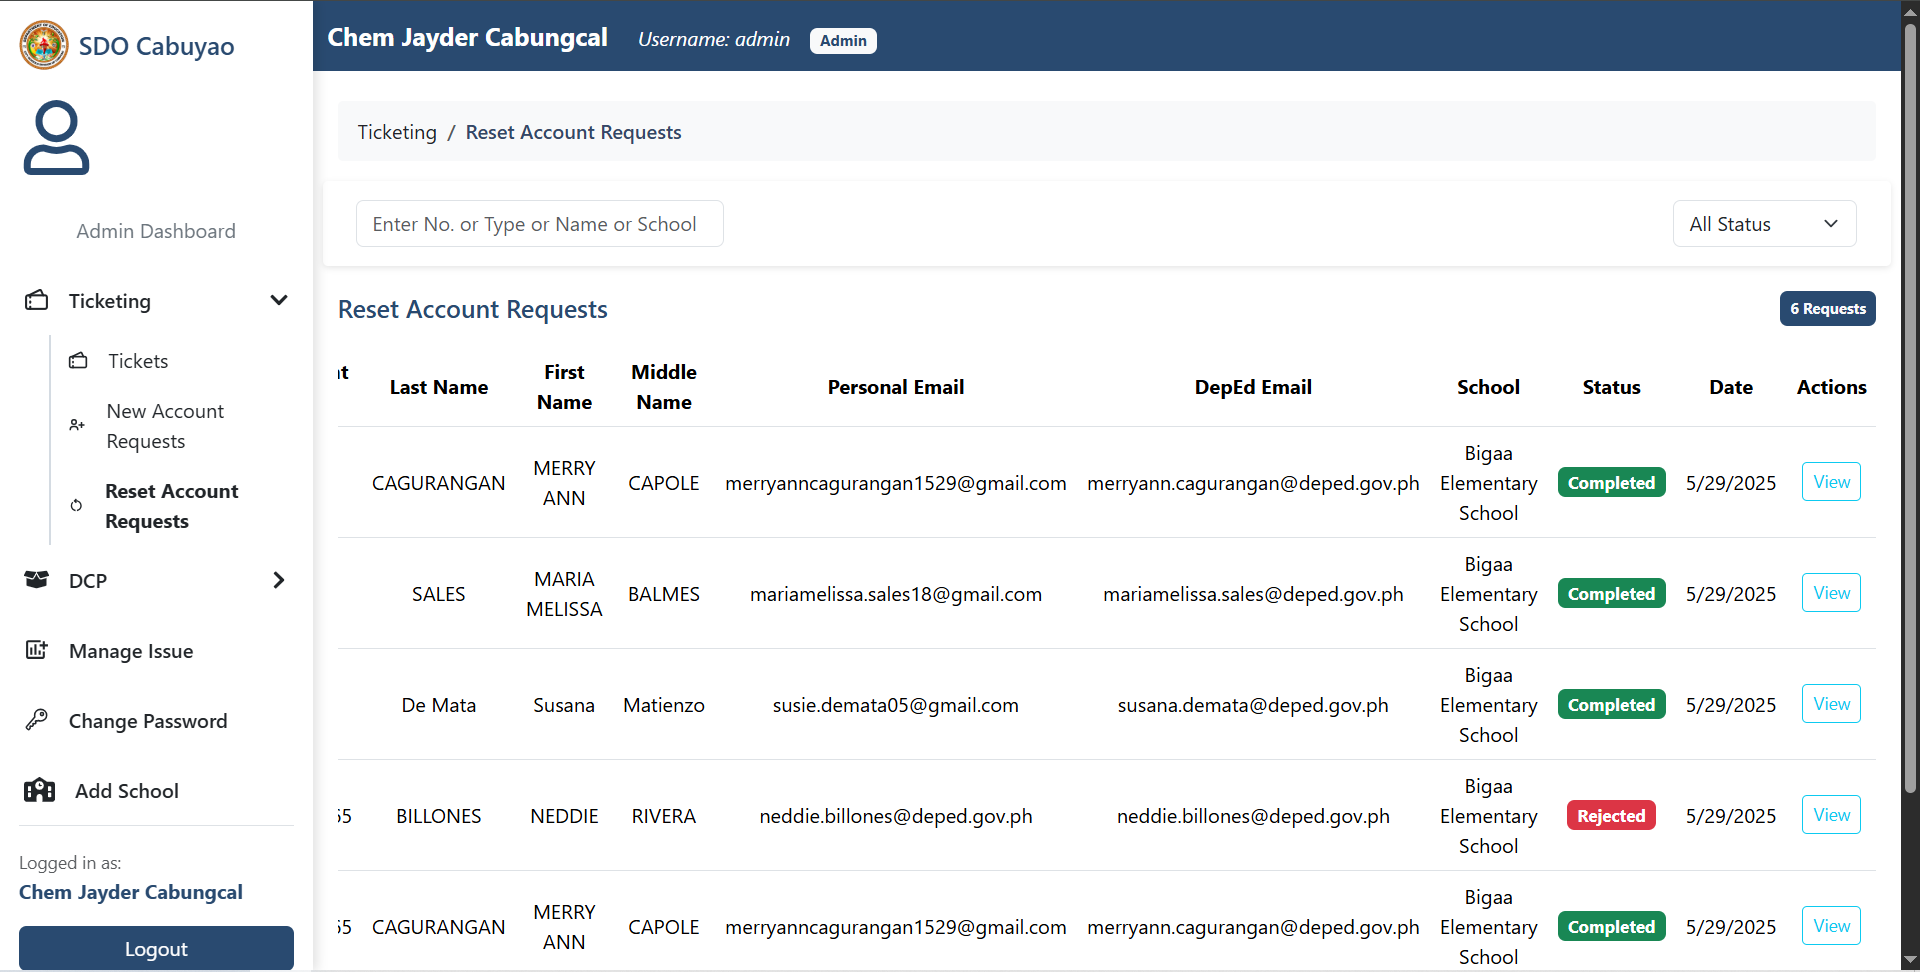 SDO Cabuyao
Chem Jayder Cabungcal
Username: admin
Admin
Admin Dashboard
Ticketing
Tickets
New Account
Requests
Reset Account
Requests
DCP
Manage Issue
Change Password
Add School
Logged in as:
Chem Jayder Cabungcal
Logout
Ticketing / Reset Account Requests
Enter No. or Type or Name or School
All Status
Reset Account Requests
6 Requests
Last Name First Name Middle Name Personal Email DepEd Email School Status Date Actions
CAGURANGAN MERRY ANN CAPOLE merryanncagurangan1529@gmail.com merryann.cagurangan@deped.gov.ph Bigaa Elementary School Completed 5/29/2025 View
SALES MARIA MELISSA BALMES mariamelissa.sales18@gmail.com mariamelissa.sales@deped.gov.ph Bigaa Elementary School Completed 5/29/2025 View
De Mata Susana Matienzo susie.demata05@gmail.com susana.demata@deped.gov.ph Bigaa Elementary School Completed 5/29/2025 View
BILLONES NEDDIE RIVERA neddie.billones@deped.gov.ph neddie.billones@deped.gov.ph Bigaa Elementary School Rejected 5/29/2025 View
CAGURANGAN MERRY ANN CAPOLE merryanncagurangan1529@gmail.com merryann.cagurangan@deped.gov.ph Bigaa Elementary School Completed 5/29/2025 View